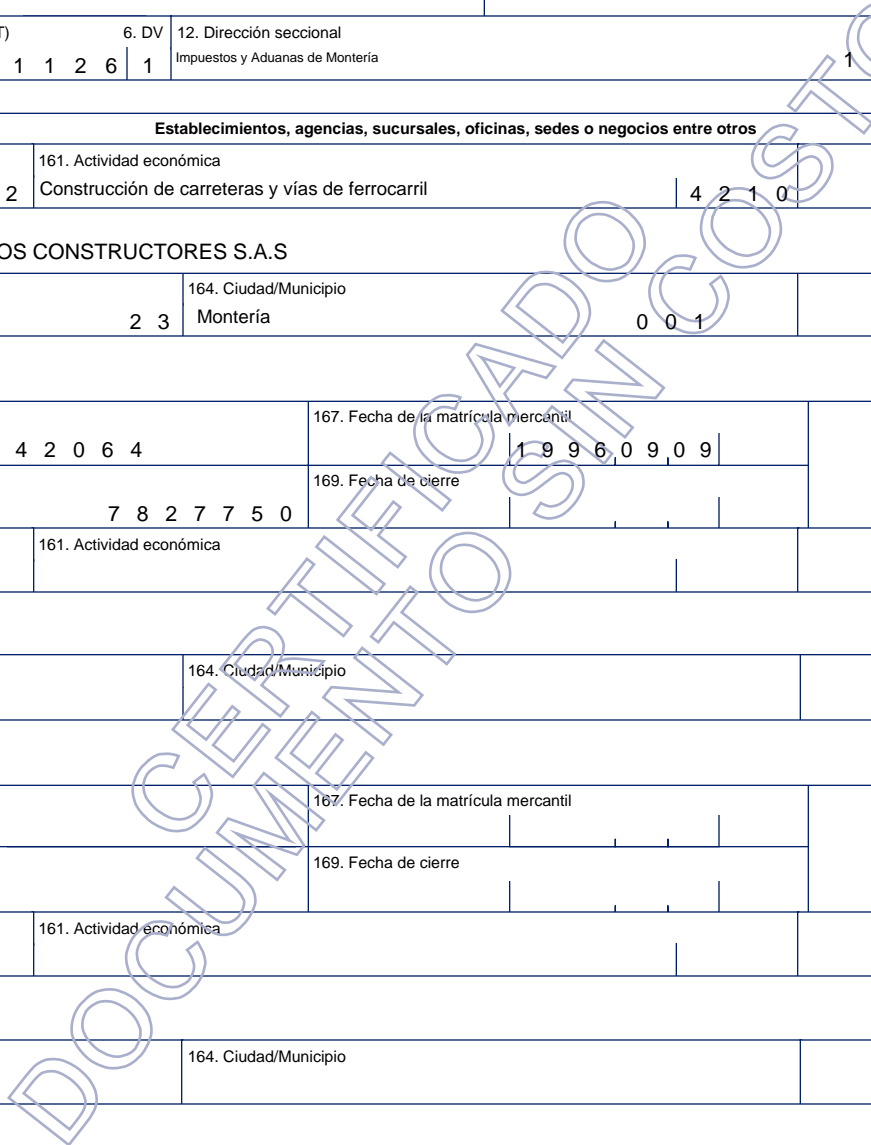 T) 6. DV 12. Dirección seccional
1 1 2 6 1 Impuestos y Aduanas de Montería 1
Establecimientos, agencias, sucursales, oficinas, sedes o negocios entre otros
161. Actividad económica
2 Construcción de carreteras y vías de ferrocarril 4 2 1 0
OS CONSTRUCTORES S.A.S
164. Ciudad/Municipio
2 3 Montería 0 0 1
167. Fecha de la matrícula mercantil
4 2 0 6 4 1 9 9 6 0 9 0 9
169. Fecha de cierre
7 8 2 7 7 5 0
161. Actividad económica
164. Ciudad/Municipio
167. Fecha de la matrícula mercantil
169. Fecha de cierre
161. Actividad económica
164. Ciudad/Municipio
CERTIFICADO
DOCUMENTO SIN COSTO